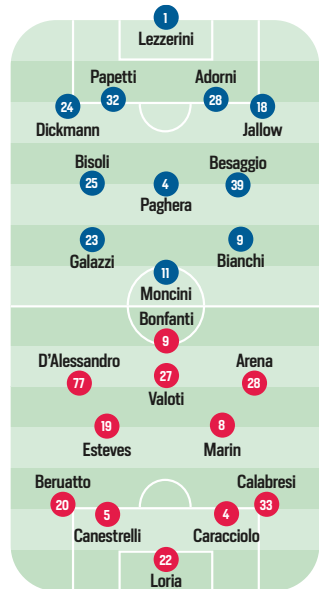 1
Lezzerini
Papetti Adorni
32 28
24 18
Dickmann Jallow
Bisoli Besaggio
25 4 39
Paghera
23 9
Galazzi Bianchi
11
Moncini
Bonfanti
9
D'Alessandro Arena
77 27 28
Valoti
19 8
Esteves Marin
Beruatto Calabresi
20 33
5 4
Canestrelli Caracciolo
22
Loria